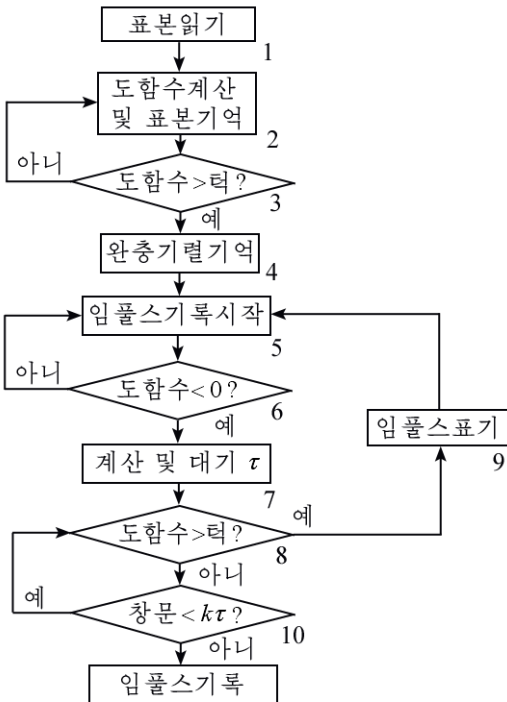 표본읽기
1
도함수계산
및 표본기억
2
아니
도함수>턱?
3
예
완충기렬기억
4
임풀스기록시작
5
아니
도함수<0?
6
예
임풀스표기
9
계산 및 대기 τ
7
도함수>턱?
예
8
아니
예
창문<kτ?
10
아니
임풀스기록